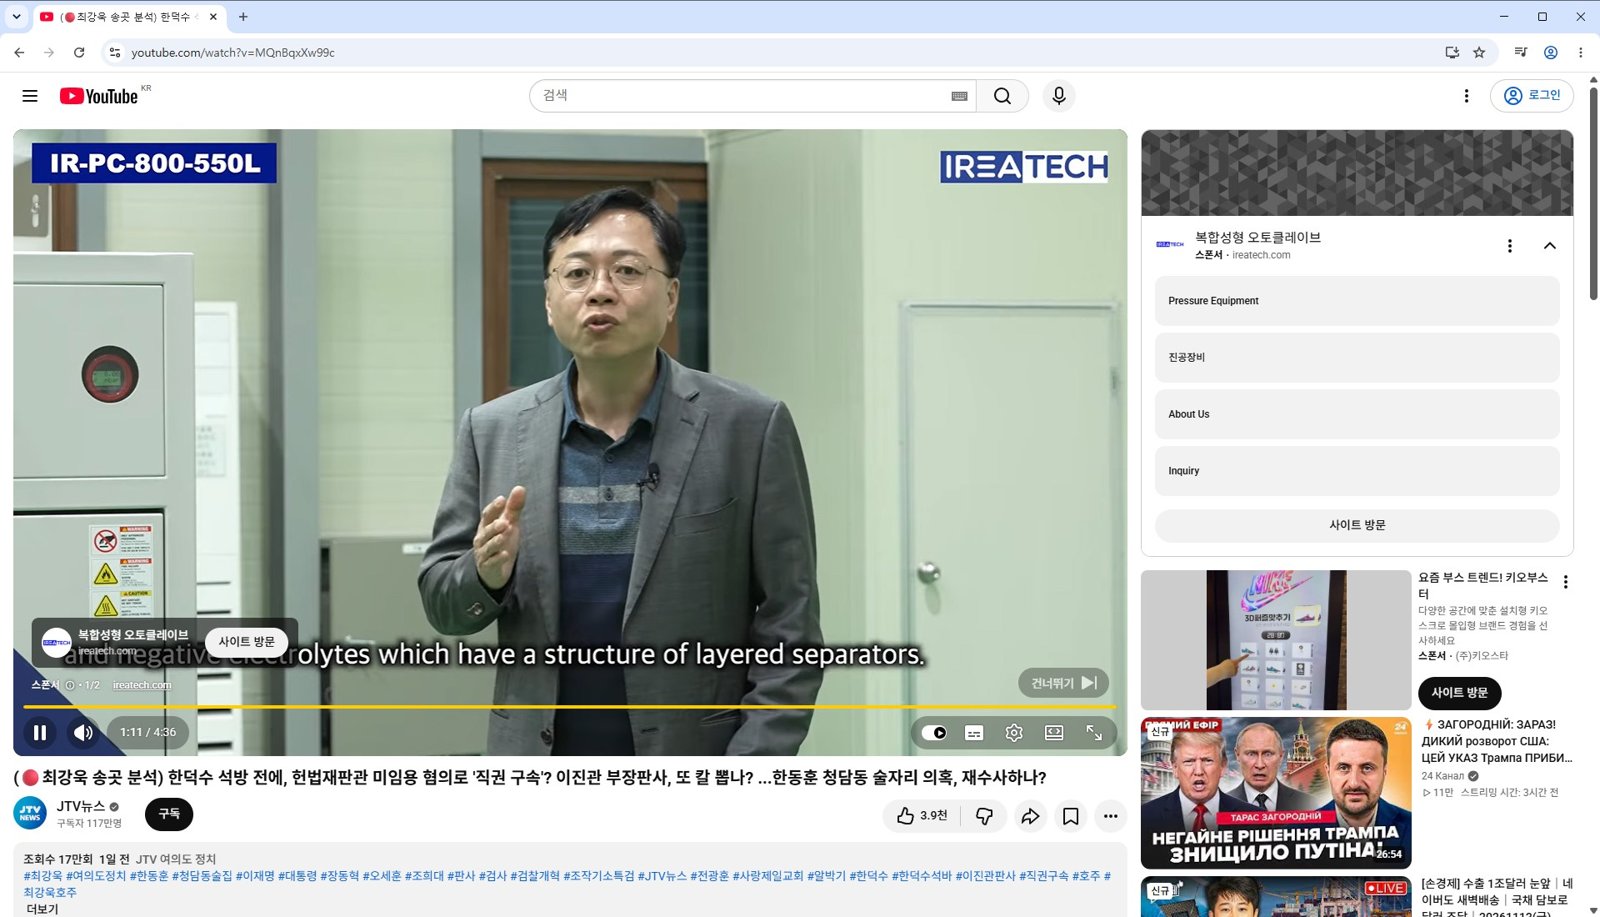 (🔴최강욱 송곳 분석) 한덕수
youtube.com/watch?v=MQnBqxXw99c
YouTube KR
검색
로그인
IR-PC-800-550L
IREATECH
복합성형 오토클레이브
ireatech.com
사이트 방문
and negative electrolytes which have a structure of layered separators.
스폰서 • 1/2 ireatech.com
건너뛰기
1:11 / 4:36
(🔴최강욱 송곳 분석) 한덕수 석방 전에, 헌법재판관 미임용 혐의로 '직권 구속'? 이진관 부장판사, 또 칼 뽑나? ...한동훈 청담동 술자리 의혹, 재수사하나?
JTV NEWS
JTV뉴스
구독자 117만명
구독
3.9천
조회수 17만회 1일 전 JTV 여의도 정치
#최강욱 #여의도정치 #한동훈 #청담동술집 #이재명 #대통령 #장동혁 #오세훈 #조희대 #판사 #검사 #검찰개혁 #조작기소특검 #JTV뉴스 #전광훈 #사랑제일교회 #알박기 #한덕수 #한덕수석바 #이진관판사 #직권구속 #호주 #
최강욱호주
더보기
IREATECH
복합성형 오토클레이브
스폰서 · ireatech.com
Pressure Equipment
진공장비
About Us
Inquiry
사이트 방문
3D퍼즐맞추기
요즘 부스 트렌드! 키오부스
터
다양한 공간에 맞춘 설치형 키오
스크로 몰입형 브랜드 경험을 선
사하세요
스폰서 · (주)키오스타
사이트 방문
신규
24
ТАРАС ЗАГОРОДНІЙ
НЕГАЙНЕ РІШЕННЯ ТРАМПА
ЗНИЩИЛО ПУТІНА!
26:54
⚡ ЗАГОРОДНІЙ: ЗАРАЗ!
ДИКИЙ розворот США:
ЦЕЙ УКАЗ Трампа ПРИБИ...
24 Канал
11만 스트리밍 시간: 3시간 전
신규
LIVE
[손경제] 수출 1조달러 눈앞｜네
이버도 새벽배송｜국채 담보로